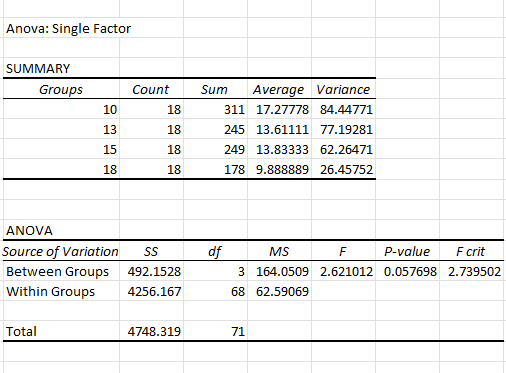 Anova: Single Factor
SUMMARY
Groups Count Sum Average Variance
10 18 311 17.27778 84.44771
13 18 245 13.61111 77.19281
15 18 249 13.83333 62.26471
18 18 178 9.888889 26.45752
ANOVA
Source of Variation SS df MS F P-value F crit
Between Groups 492.1528 3 164.0509 2.621012 0.057698 2.739502
Within Groups 4256.167 68 62.59069
Total 4748.319 71